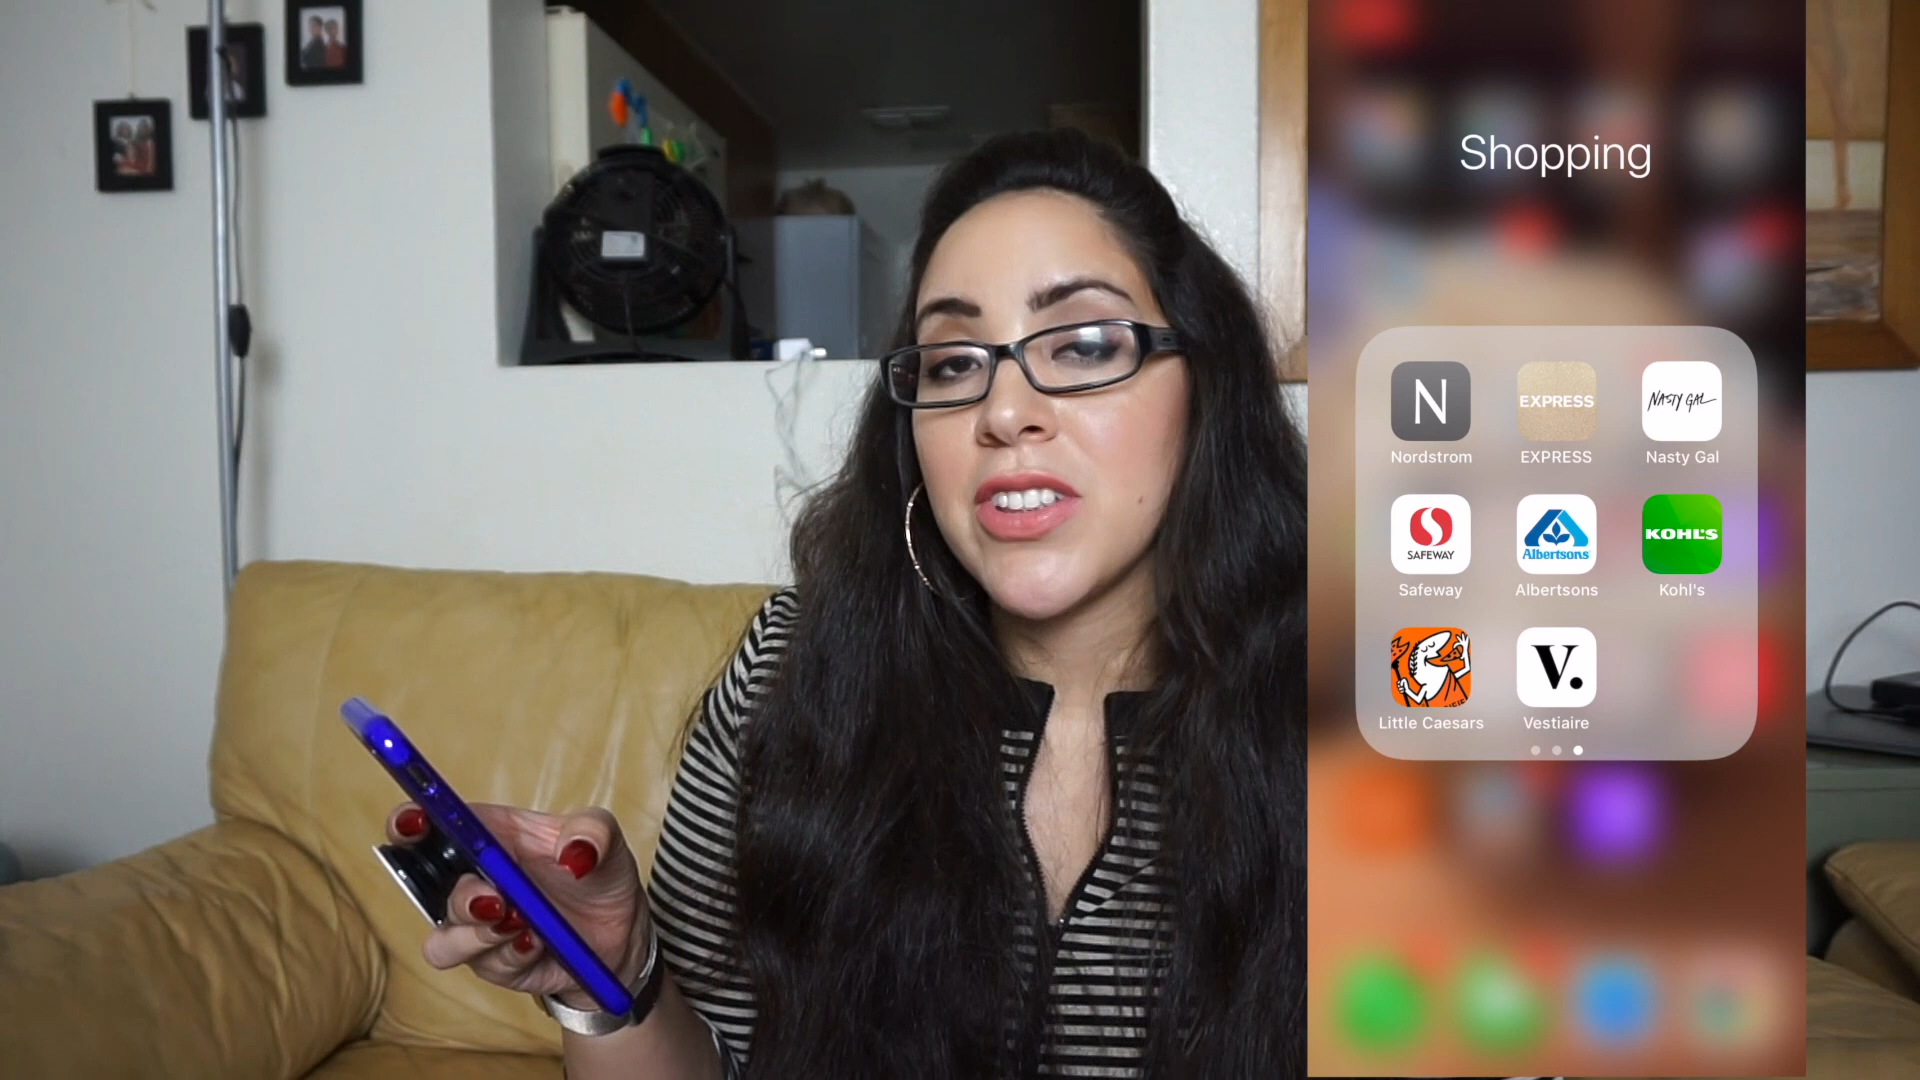 Shopping
N
EXPRESS
NASTY GAL
Nordstrom
EXPRESS
Nasty Gal
SAFEWAY
Albertsons
KOHL'S
Safeway
Albertsons
Kohl's
V.
Little Caesars
Vestiaire